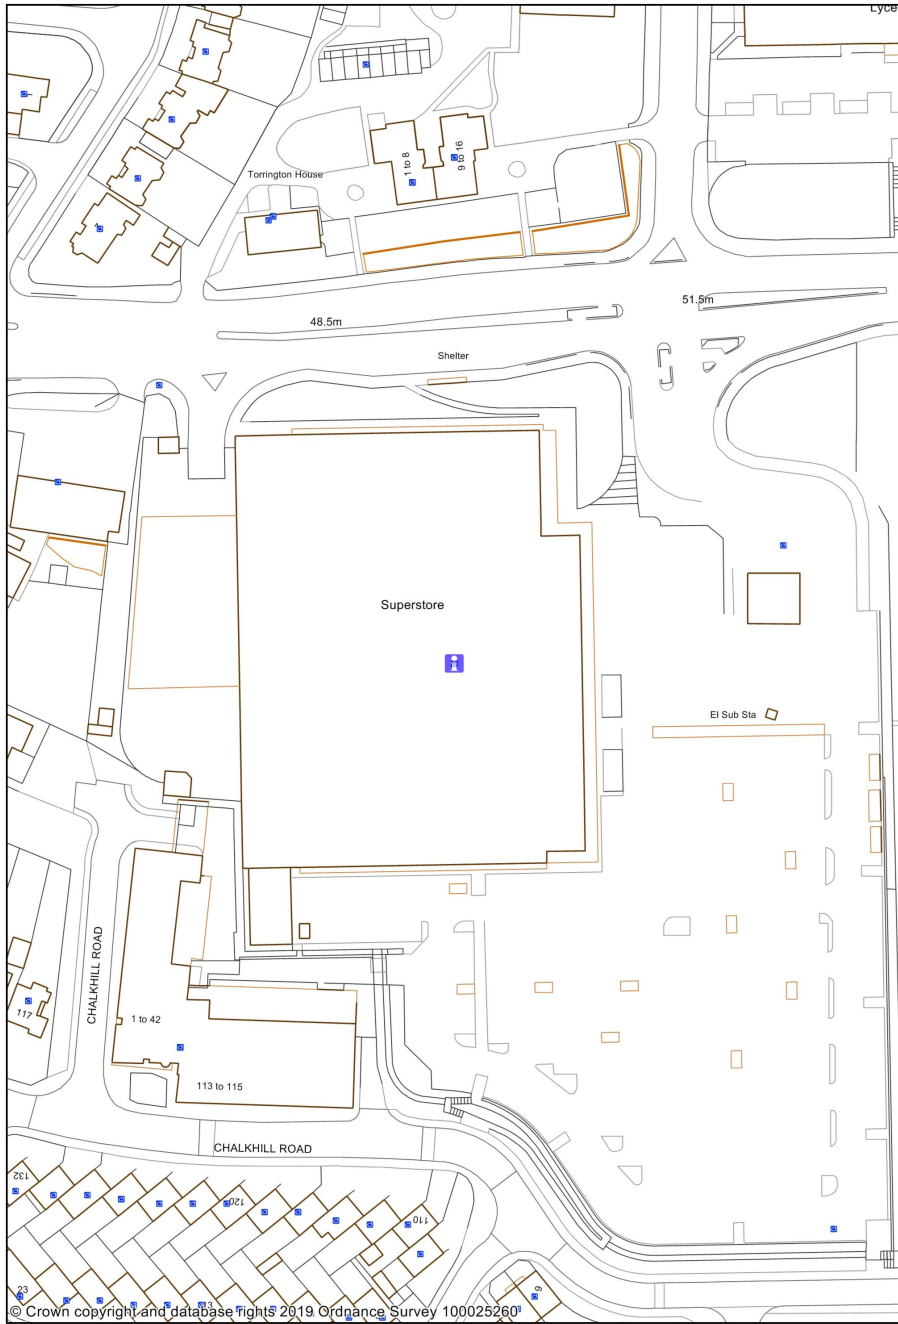 Lyce
1 to 8
9 to 16
Torrington House
48.5m
51.5m
Shelter
Superstore
El Sub Sta
CHALKHILL ROAD
117
1 to 42
113 to 115
CHALKHILL ROAD
132
120
110
23
13
9
© Crown copyright and database rights 2019 Ordnance Survey 100025260